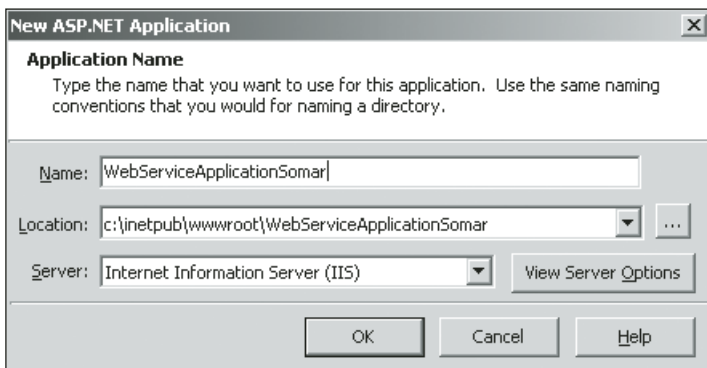 New ASP.NET Application
Application Name
Type the name that you want to use for this application. Use the same naming
conventions that you would for naming a directory.
Name: WebServiceApplicationSomar
Location: c:\inetpub\wwwroot\WebServiceApplicationSomar ...
Server: Internet Information Server (IIS) View Server Options
OK Cancel Help